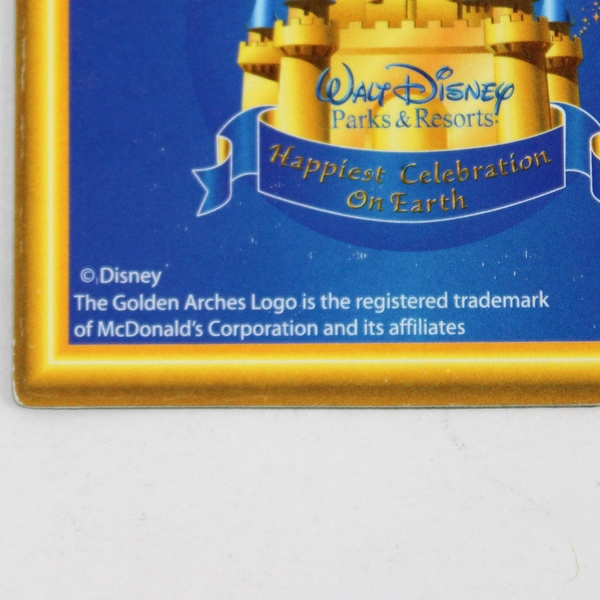 Walt Disney
Parks & Resorts
Happiest Celebration
On Earth
© Disney
The Golden Arches Logo is the registered trademark
of McDonald's Corporation and its affiliates